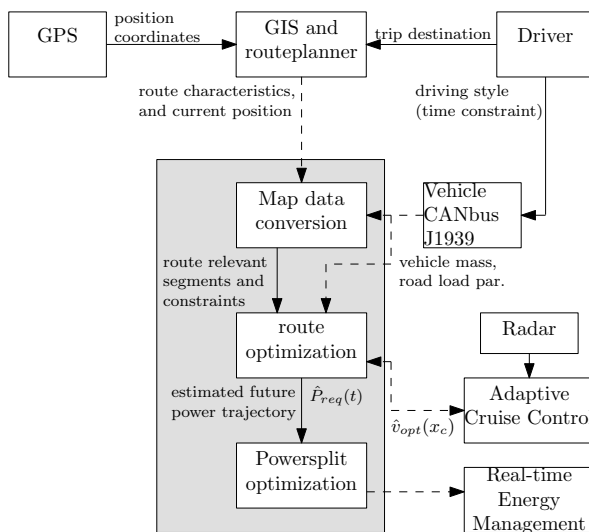 GPS
position
coordinates
GIS and
routeplanner
trip destination
Driver
route characteristics,
and current position
driving style
(time constraint)
Map data
conversion
Vehicle
CANbus
J1939
route relevant
segments and
constraints
vehicle mass,
road load par.
route
optimization
Radar
estimated future
power trajectory
P̂req(t)
v̂opt(xc)
Adaptive
Cruise Contro
Powersplit
optimization
Real-time
Energy
Management